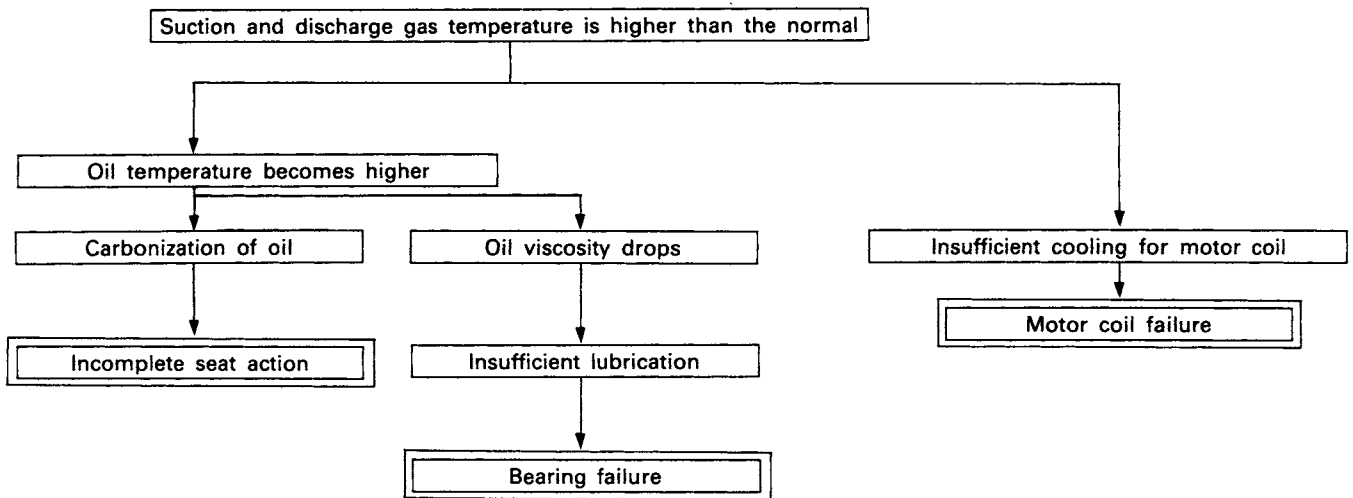 Suction and discharge gas temperature is higher than the normal
Oil temperature becomes higher
Carbonization of oil
Oil viscosity drops
Insufficient cooling for motor coil
Motor coil failure
Incomplete seat action
Insufficient lubrication
Bearing failure